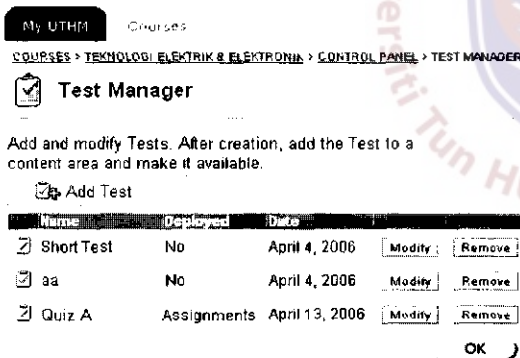 My UTHM Courses
COURSES > TEKNOLOGI ELEKTRIK & ELEKTRONIK > CONTROL PANEL > TEST MANAGER
Test Manager
Add and modify Tests. After creation, add the Test to a
content area and make it available.
Add Test
Name Deployed Date
Short Test No April 4, 2006 Modify Remove
aa No April 4, 2006 Modify Remove
Quiz A Assignments April 13, 2006 Modify Remove
OK